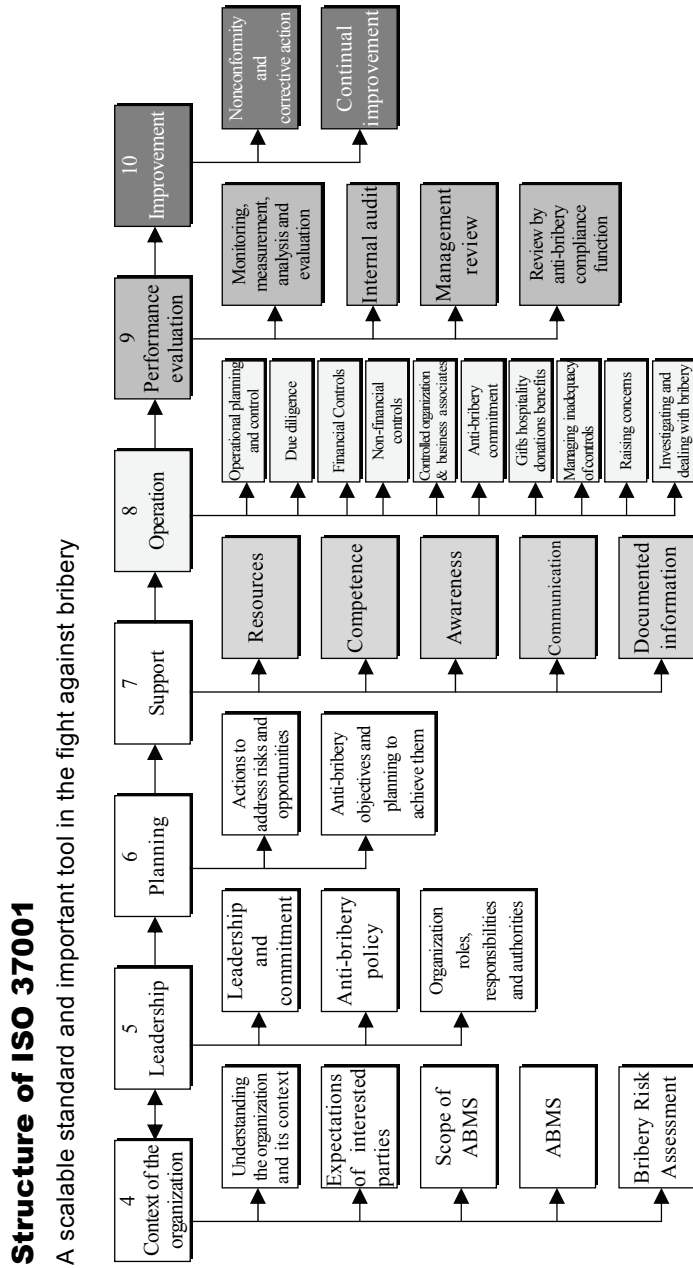 Structure of ISO 37001
A scalable standard and important tool in the fight against bribery
4
Context of the
organization
Understanding
the organization
and its context
Expectations
of interested
parties
Scope of
ABMS
ABMS
Bribery Risk
Assessment
5
Leadership
Leadership
and
commitment
Anti-bribery
policy
Organization
roles,
responsibilities
and authorities
6
Planning
Actions to
address risks and
opportunities
Anti-bribery
objectives and
planning to
achieve them
7
Support
Resources
Competence
Awareness
Communication
Documented
information
8
Operation
Operational planning
and control
Due diligence
Financial Controls
Non-financial
controls
Controlled organization
& business associates
Anti-bribery
commitment
Gifts hospitality
donations benefits
Managing inadequacy
of controls
Raising concerns
Investigating and
dealing with bribery
9
Performance
evaluation
Monitoring,
measurement,
analysis and
evaluation
Internal audit
Management
review
Review by
anti-bribery
compliance
function
10
Improvement
Nonconformity
and
corrective action
Continual
improvement